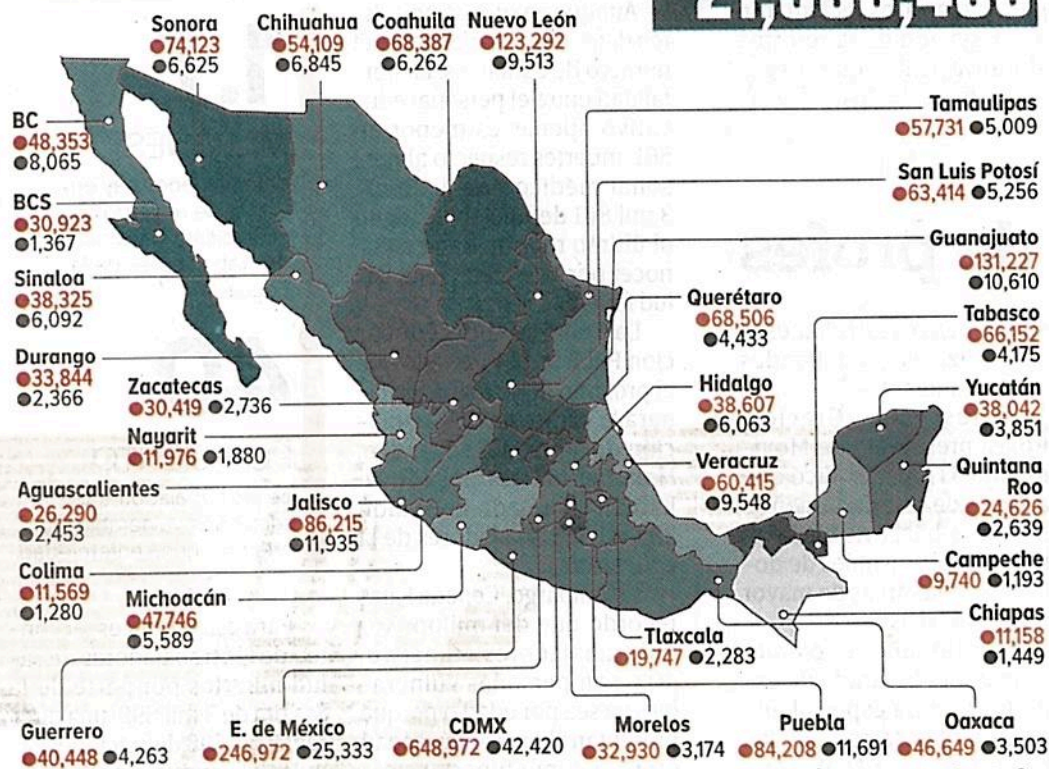 Sonora
74,123
6,625
Chihuahua
54,109
6,845
Coahuila
68,387
6,262
Nuevo León
123,292
9,513
BC
48,353
8,065
BCS
30,923
1,367
Sinaloa
38,325
6,092
Durango
33,844
2,366
Zacatecas
30,419 2,736
Nayarit
11,976 1,880
Aguascalientes
26,290
2,453
Jalisco
86,215
11,935
Colima
11,569
1,280
Michoacán
47,746
5,589
Tamaulipas
57,731 5,009
San Luis Potosí
63,414 5,256
Guanajuato
131,227
10,610
Querétaro
68,506
4,433
Tabasco
66,152
4,175
Hidalgo
38,607
6,063
Yucatán
38,042
3,851
Veracruz
60,415
9,548
Quintana
Roo
24,626
2,639
Campeche
9,740 1,193
Chiapas
11,158
1,449
Tlaxcala
19,747 2,283
Guerrero
40,448 4,263
E. de México
246,972 25,333
CDMX
648,972 42,420
Morelos
32,930 3,174
Puebla
84,208 11,691
Oaxaca
46,649 3,503